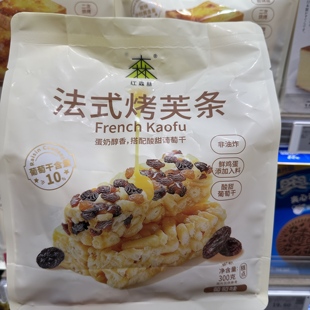 江森林
法式烤芙条
French Kaofu
蛋奶醇香，搭配酸甜葡萄干
非油炸
鲜鸡蛋
添加入料
酸甜
葡萄干
葡萄干含量
10
净含量
300克